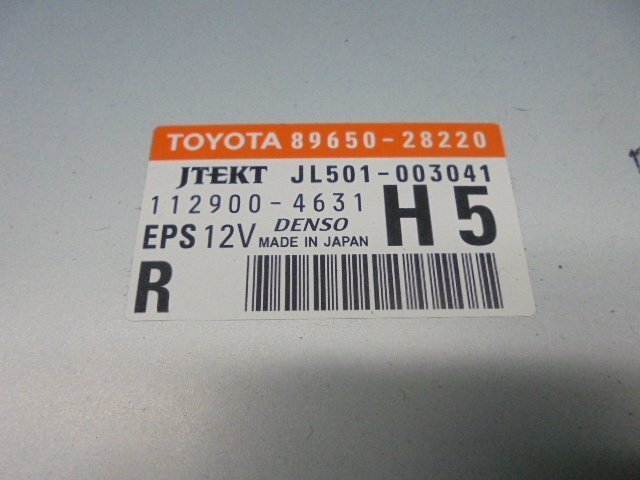 TOYOTA 89650-28220
JTEKT JL501-003041
112900-4631
DENSO
EPS 12V MADE IN JAPAN H5
R